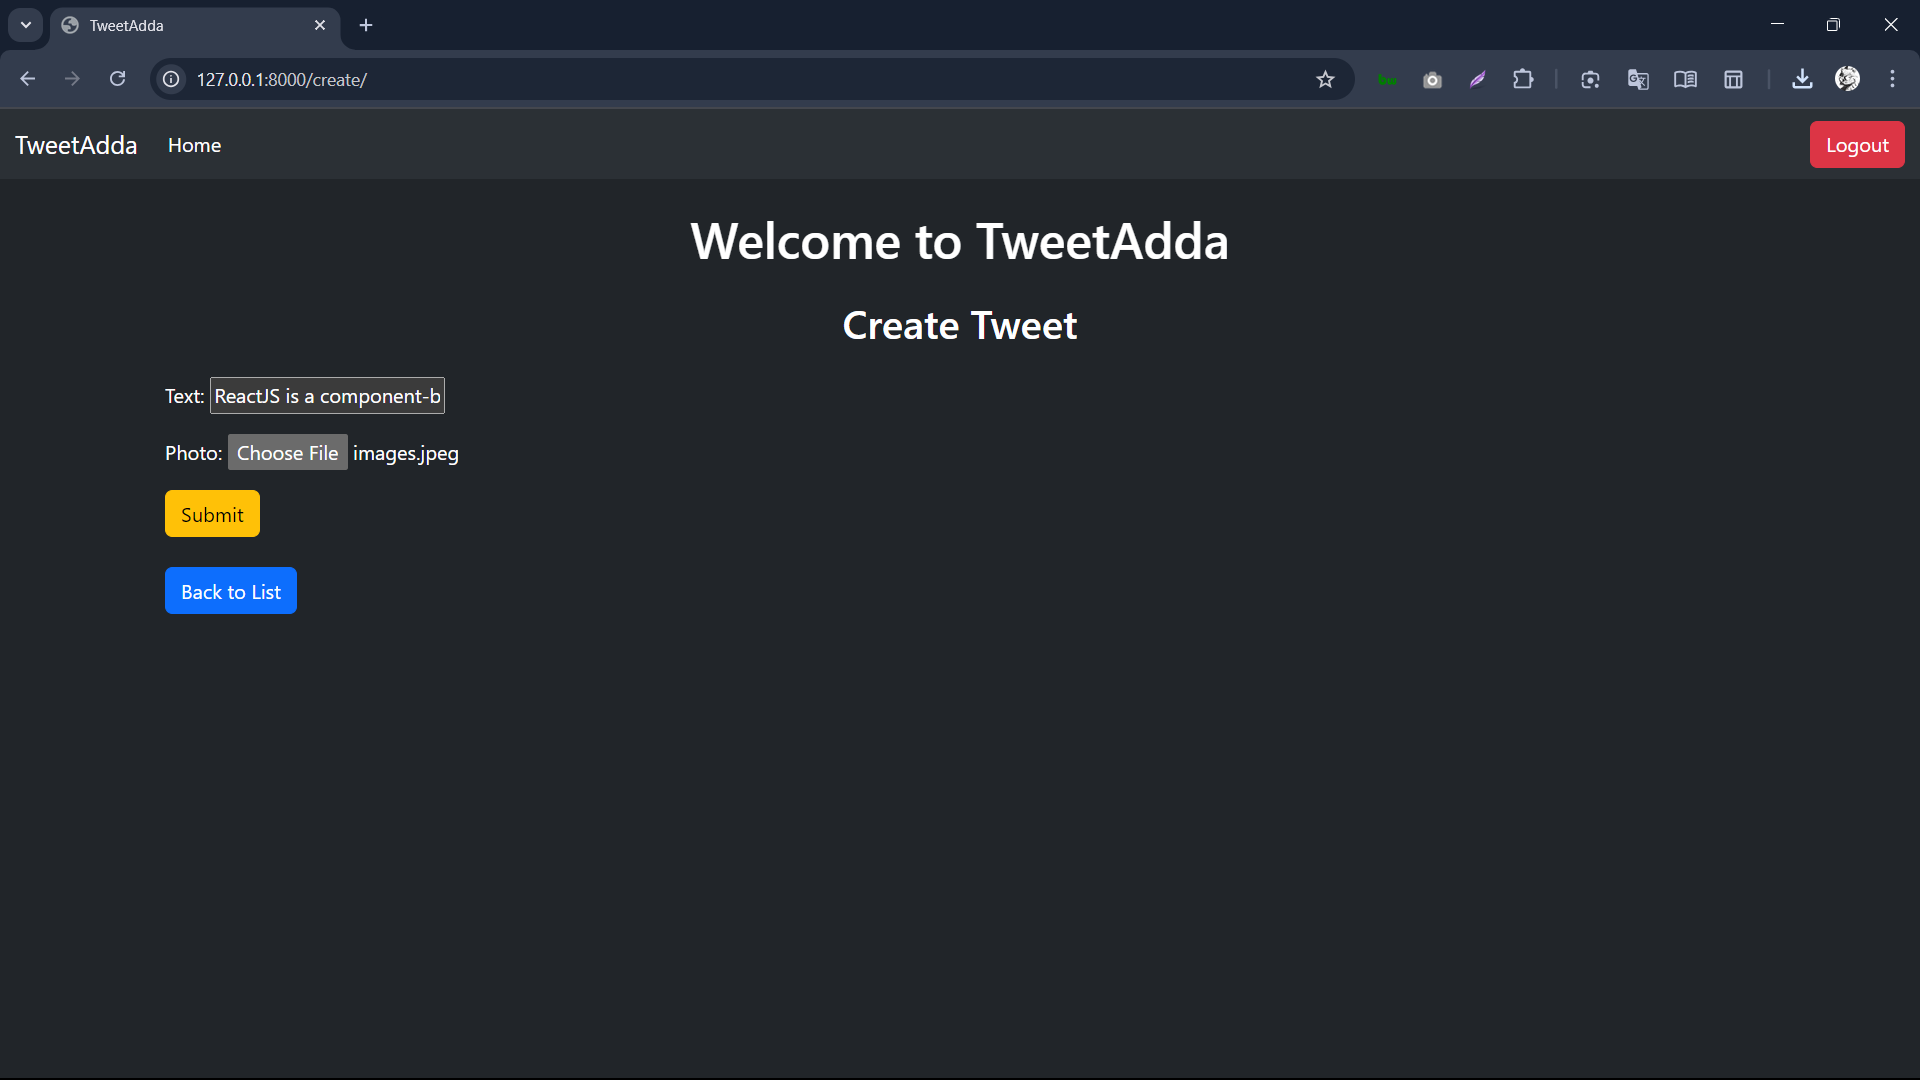 TweetAdda
127.0.0.1:8000/create/
bw
TweetAdda Home Logout
Welcome to TweetAdda
Create Tweet
Text: ReactJS is a component-b
Photo: Choose File images.jpeg
Submit
Back to List